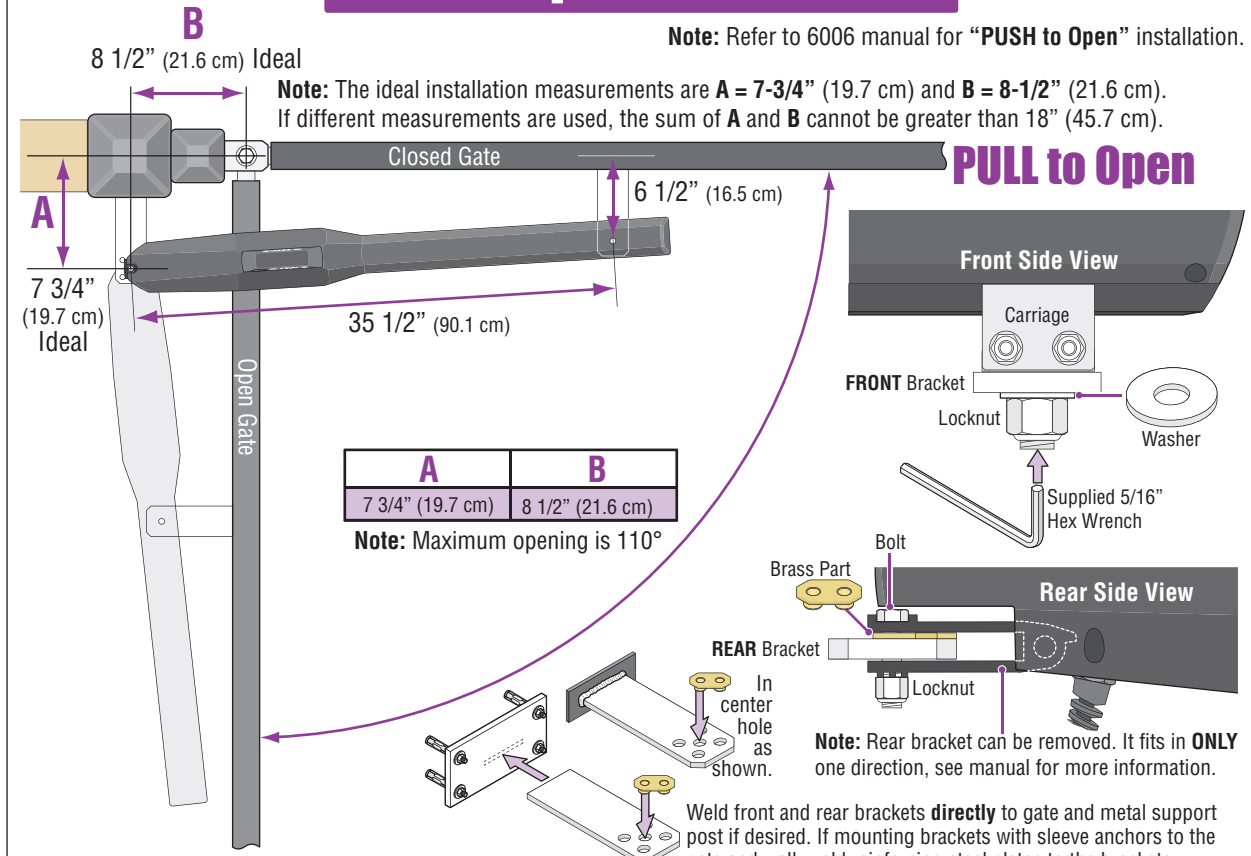 B
8 1/2” (21.6 cm) Ideal
Note: Refer to 6006 manual for “PUSH to Open” installation.
Note: The ideal installation measurements are A = 7-3/4” (19.7 cm) and B = 8-1/2” (21.6 cm).
If different measurements are used, the sum of A and B cannot be greater than 18” (45.7 cm).
Closed Gate
PULL to Open
A
6 1/2” (16.5 cm)
7 3/4”
(19.7 cm)
Ideal
35 1/2” (90.1 cm)
Open Gate
Front Side View
Carriage
FRONT Bracket
Locknut
Washer
Supplied 5/16”
Hex Wrench
A B
7 3/4” (19.7 cm) 8 1/2” (21.6 cm)
Note: Maximum opening is 110°
Bolt
Brass Part
Rear Side View
REAR Bracket
Locknut
In
center
hole
as
shown.
Note: Rear bracket can be removed. It fits in ONLY
one direction, see manual for more information.
Weld front and rear brackets directly to gate and metal support
post if desired. If mounting brackets with sleeve anchors to the